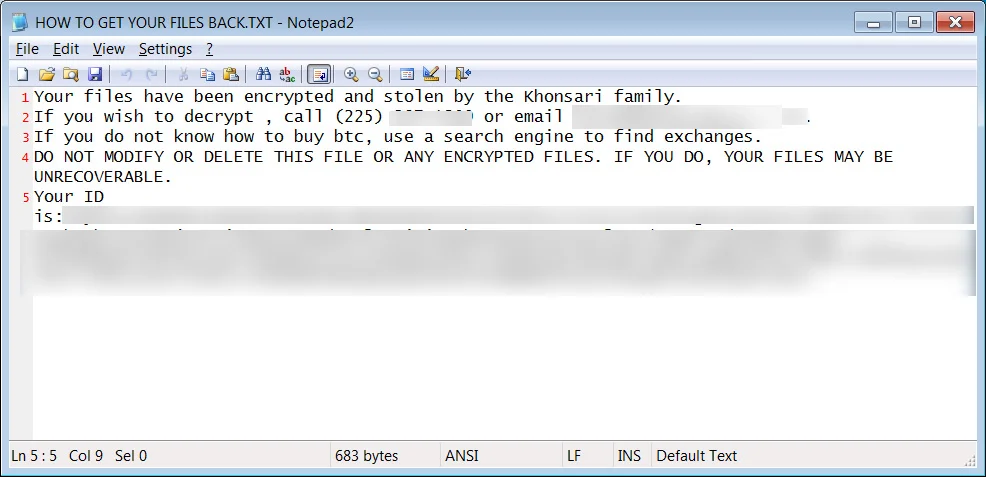 HOW TO GET YOUR FILES BACK.TXT - Notepad2
File Edit View Settings ?
1 Your files have been encrypted and stolen by the Khonsari family.
2 If you wish to decrypt , call (225) or email .
3 If you do not know how to buy btc, use a search engine to find exchanges.
4 DO NOT MODIFY OR DELETE THIS FILE OR ANY ENCRYPTED FILES. IF YOU DO, YOUR FILES MAY BE
UNRECOVERABLE.
5 Your ID
is:
Ln 5 : 5 Col 9 Sel 0 683 bytes ANSI LF INS Default Text